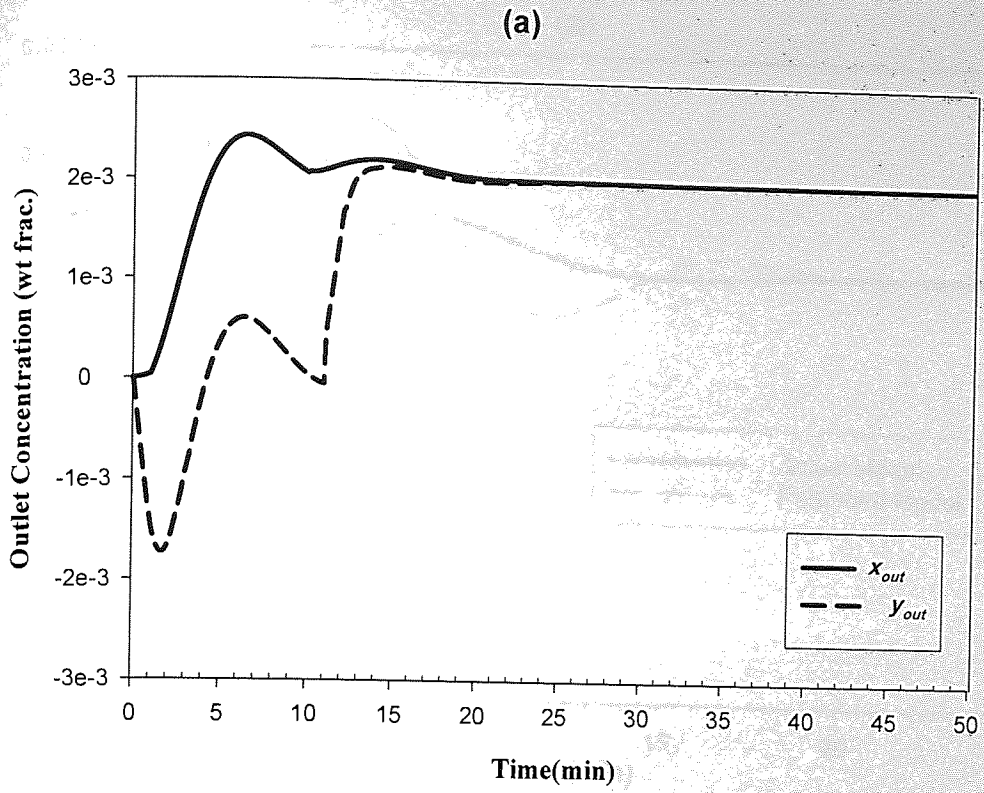 (a)
3e-3
2e-3
1e-3
0
-1e-3
-2e-3
-3e-3
Outlet Concentration (wt frac.)
x_out
y_out
0 5 10 15 20 25 30 35 40 45 50
Time(min)